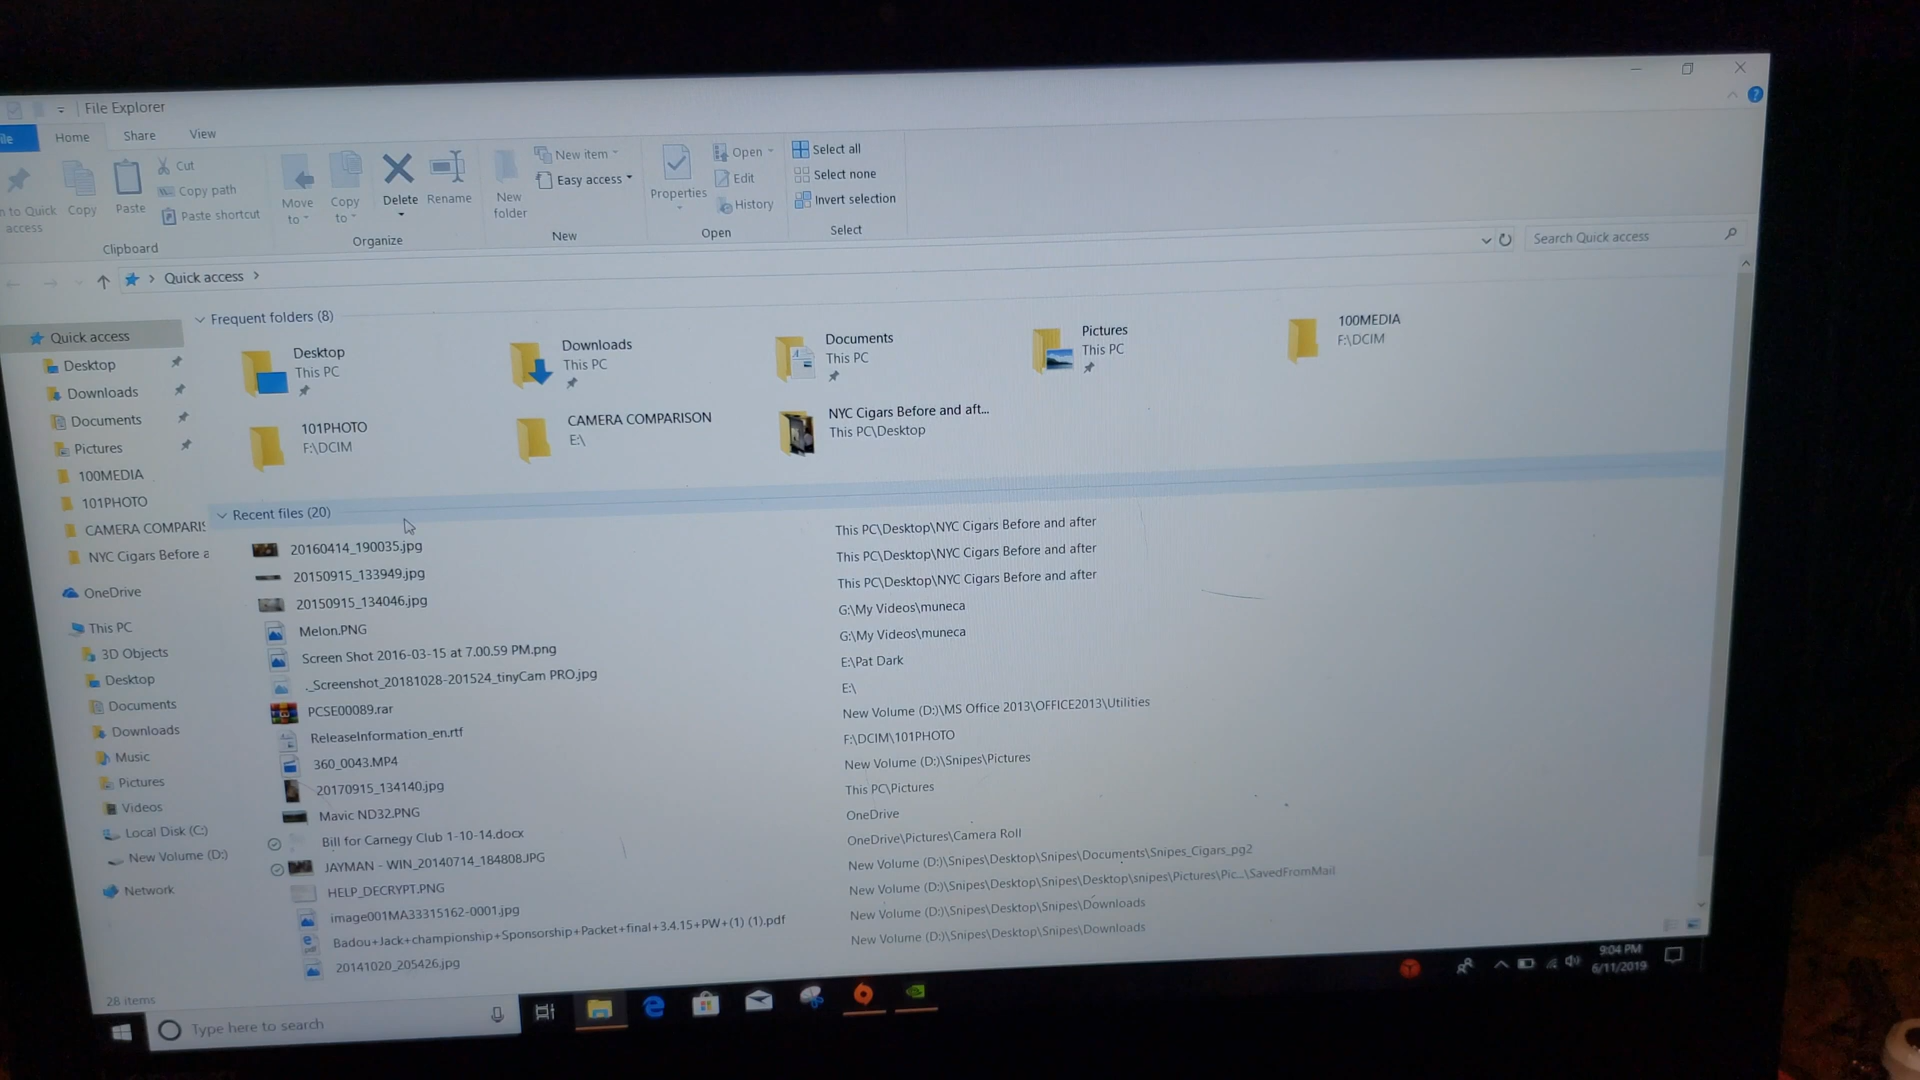 File Explorer
Home Share View
Copy
Paste
Cut
Copy path
Paste shortcut
Move to
Copy to
Delete
Rename
New folder
New item
Easy access
Properties
Open
Edit
History
Select all
Select none
Invert selection
to Quick access
Clipboard
Organize
New
Open
Select
Quick access
Search Quick access
Quick access
Desktop
Downloads
Documents
Pictures
100MEDIA
101PHOTO
CAMERA COMPARIS
NYC Cigars Before a
OneDrive
This PC
3D Objects
Desktop
Documents
Downloads
Music
Pictures
Videos
Local Disk (C:)
New Volume (D:)
Network
Frequent folders (8)
Desktop
This PC
Downloads
This PC
Documents
This PC
Pictures
This PC
100MEDIA
F:\DCIM
101PHOTO
F:\DCIM
CAMERA COMPARISON
E:\
NYC Cigars Before and aft...
This PC\Desktop
Recent files (20)
20160414_190035.jpg
20150915_133949.jpg
20150915_134046.jpg
Melon.PNG
Screen Shot 2016-03-15 at 7.00.59 PM.png
._Screenshot_20181028-201524_tinyCam PRO.jpg
PCSE00089.rar
ReleaseInformation_en.rtf
360_0043.MP4
20170915_134140.jpg
Mavic ND32.PNG
Bill for Carnegy Club 1-10-14.docx
JAYMAN - WIN_20140714_184808.JPG
HELP_DECRYPT.PNG
image001MA33315162-0001.jpg
Badou+Jack+championship+Sponsorship+Packet+final+3.4.15+PW+(1) (1).pdf
20141020_205426.jpg
This PC\Desktop\NYC Cigars Before and after
This PC\Desktop\NYC Cigars Before and after
This PC\Desktop\NYC Cigars Before and after
G:\My Videos\muneca
G:\My Videos\muneca
E:\Pat Dark
E:\
New Volume (D:)\MS Office 2013\OFFICE2013\Utilities
F:\DCIM\101PHOTO
New Volume (D:)\Snipes\Pictures
This PC\Pictures
OneDrive
OneDrive\Pictures\Camera Roll
New Volume (D:)\Snipes\Desktop\Snipes\Documents\Snipes_Cigars_pg2
New Volume (D:)\Snipes\Desktop\Snipes\Desktop\snipes\Pictures\Pic...\SavedFromMail
New Volume (D:)\Snipes\Desktop\Snipes\Downloads
New Volume (D:)\Snipes\Desktop\Snipes\Downloads
28 items
Type here to search
9:04 PM
6/11/2019